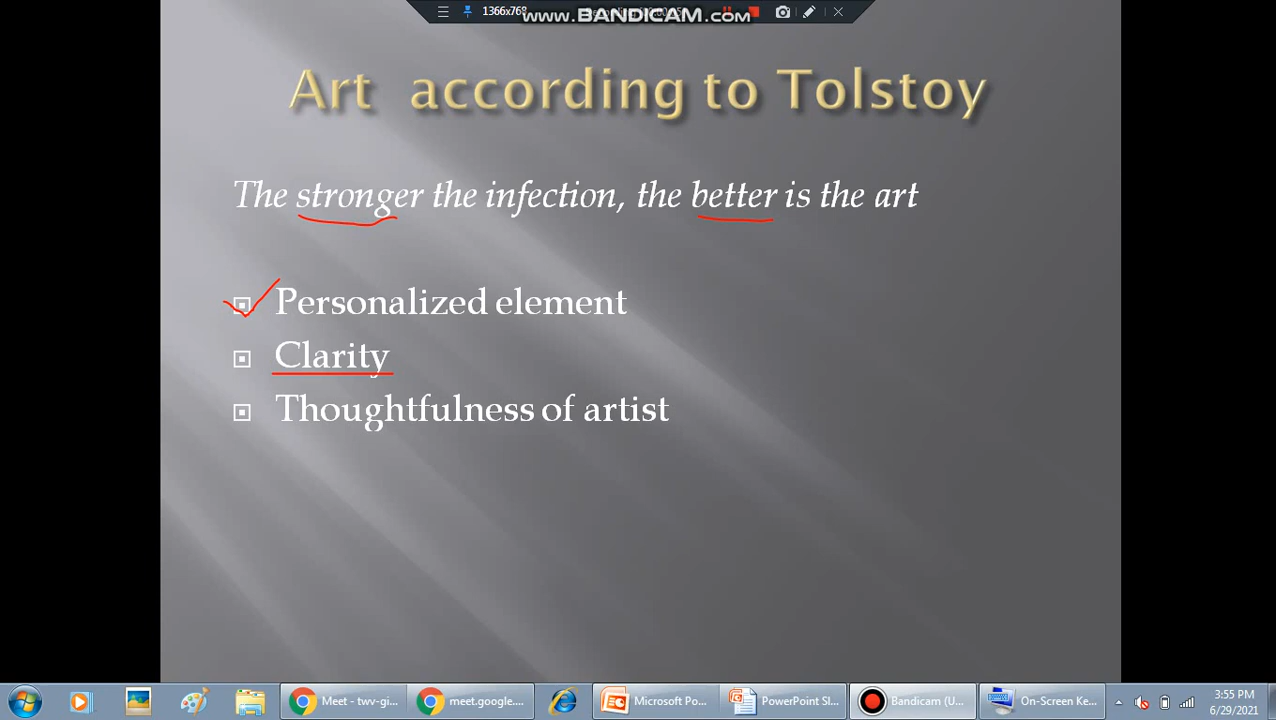 1366x768
www.BANDICAM.com
Art according to Tolstoy
The stronger the infection, the better is the art
Personalized element
Clarity
Thoughtfulness of artist
Meet - twv-gi...
meet.google....
Microsoft Po...
PowerPoint Sl...
Bandicam (U...
On-Screen Ke...
3:55 PM
6/29/2021